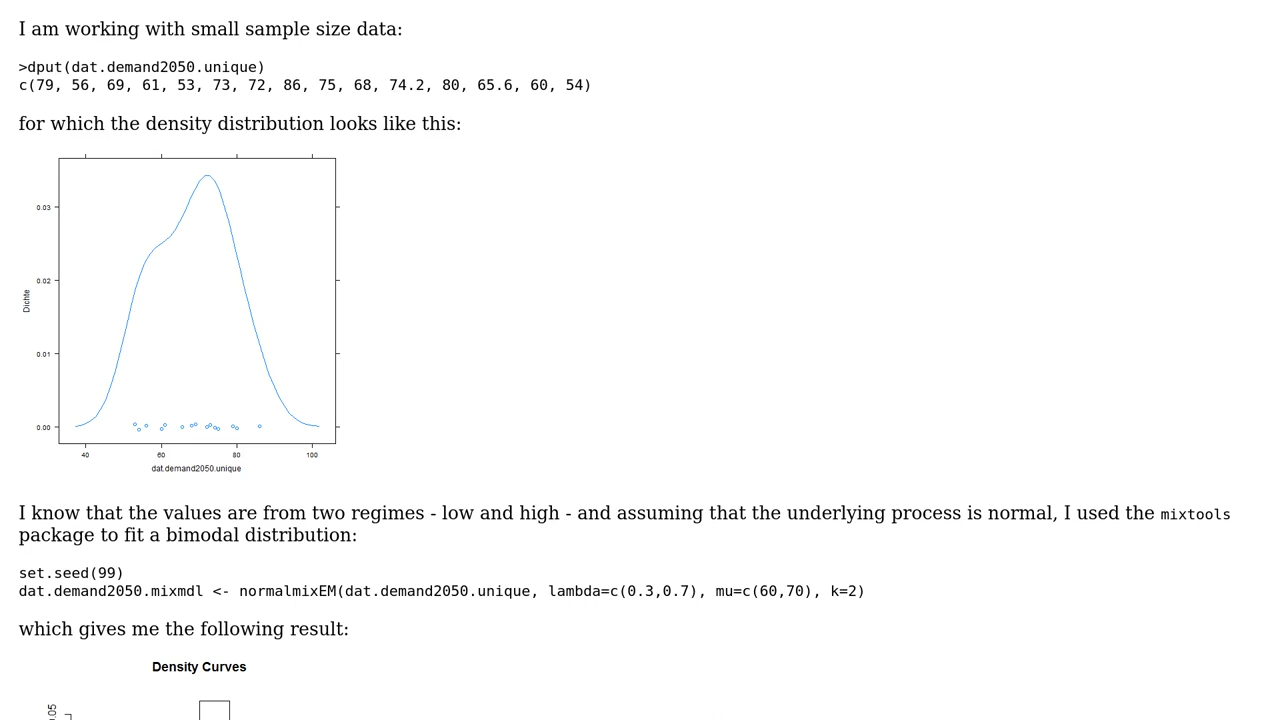 I am working with small sample size data:
>dput(dat.demand2050.unique)
c(79, 56, 69, 61, 53, 73, 72, 86, 75, 68, 74.2, 80, 65.6, 60, 54)
for which the density distribution looks like this:
0.03
0.02
0.01
0.00
Dichte
40 60 80 100
dat.demand2050.unique
I know that the values are from two regimes - low and high - and assuming that the underlying process is normal, I used the mixtools
package to fit a bimodal distribution:
set.seed(99)
dat.demand2050.mixmdl <- normalmixEM(dat.demand2050.unique, lambda=c(0.3,0.7), mu=c(60,70), k=2)
which gives me the following result:
Density Curves
.05